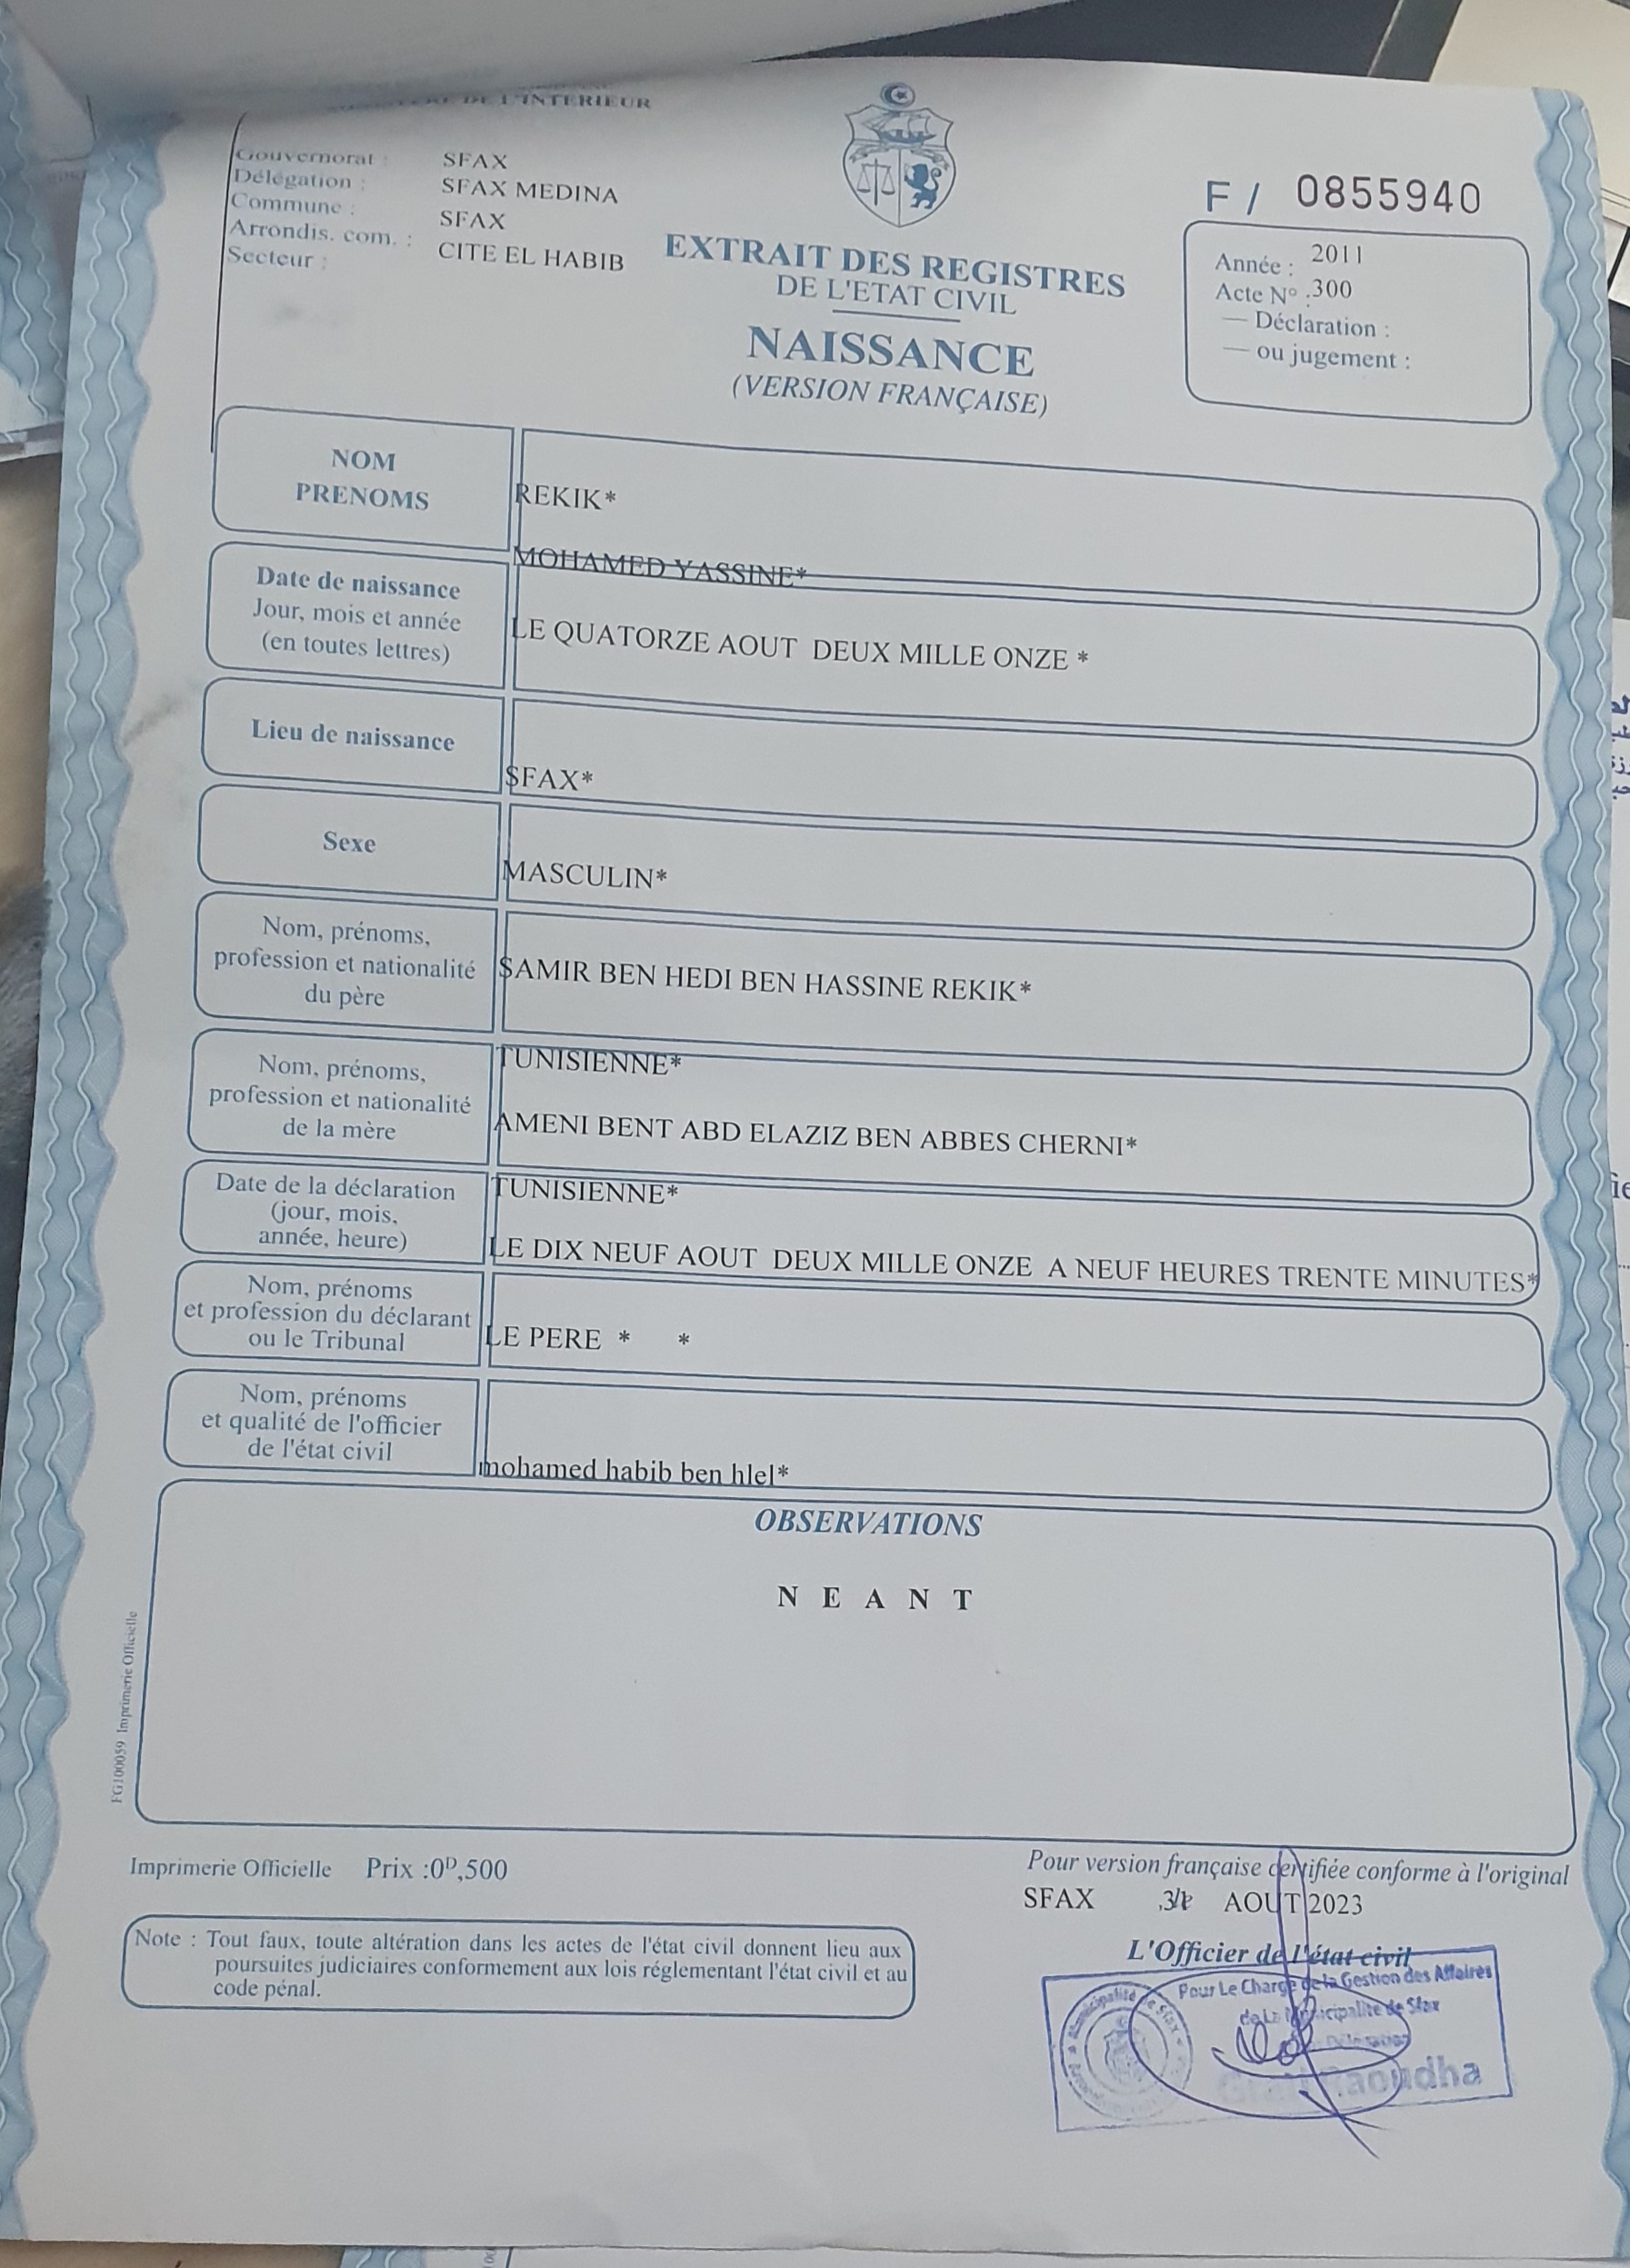 DE L'INTERIEUR
Gouvernorat : SFAX
Délégation : SFAX MEDINA
Commune : SFAX
Arrondis. com. : CITE EL HABIB
Secteur :
F / 0855940
Année : 2011
Acte N° : 300
— Déclaration :
— ou jugement :
EXTRAIT DES REGISTRES
DE L'ETAT CIVIL
NAISSANCE
(VERSION FRANÇAISE)
NOM
PRENOMS
REKIK*
MOHAMED YASSINE*
Date de naissance
Jour, mois et année
(en toutes lettres)
LE QUATORZE AOUT DEUX MILLE ONZE *
Lieu de naissance
SFAX*
Sexe
MASCULIN*
Nom, prénoms,
profession et nationalité
du père
SAMIR BEN HEDI BEN HASSINE REKIK*
TUNISIENNE*
Nom, prénoms,
profession et nationalité
de la mère
AMENI BENT ABD ELAZIZ BEN ABBES CHERNI*
TUNISIENNE*
Date de la déclaration
(jour, mois,
année, heure)
LE DIX NEUF AOUT DEUX MILLE ONZE A NEUF HEURES TRENTE MINUTES*
Nom, prénoms
et profession du déclarant
ou le Tribunal
LE PERE * *
Nom, prénoms
et qualité de l'officier
de l'état civil
mohamed habib ben hlel*
OBSERVATIONS
N E A N T
FG100059 Imprimerie Officielle
Imprimerie Officielle Prix :0ᴰ,500
Note : Tout faux, toute altération dans les actes de l'état civil donnent lieu aux
poursuites judiciaires conformement aux lois réglementant l'état civil et au
code pénal.
Pour version française certifiée conforme à l'original
SFAX AOUT 2023
L'Officier de l'état civil
Pour Le Charge de la Gestion des Affaires
de La Municipalite de Sfax
Raoudha
Municipalité de Sfax